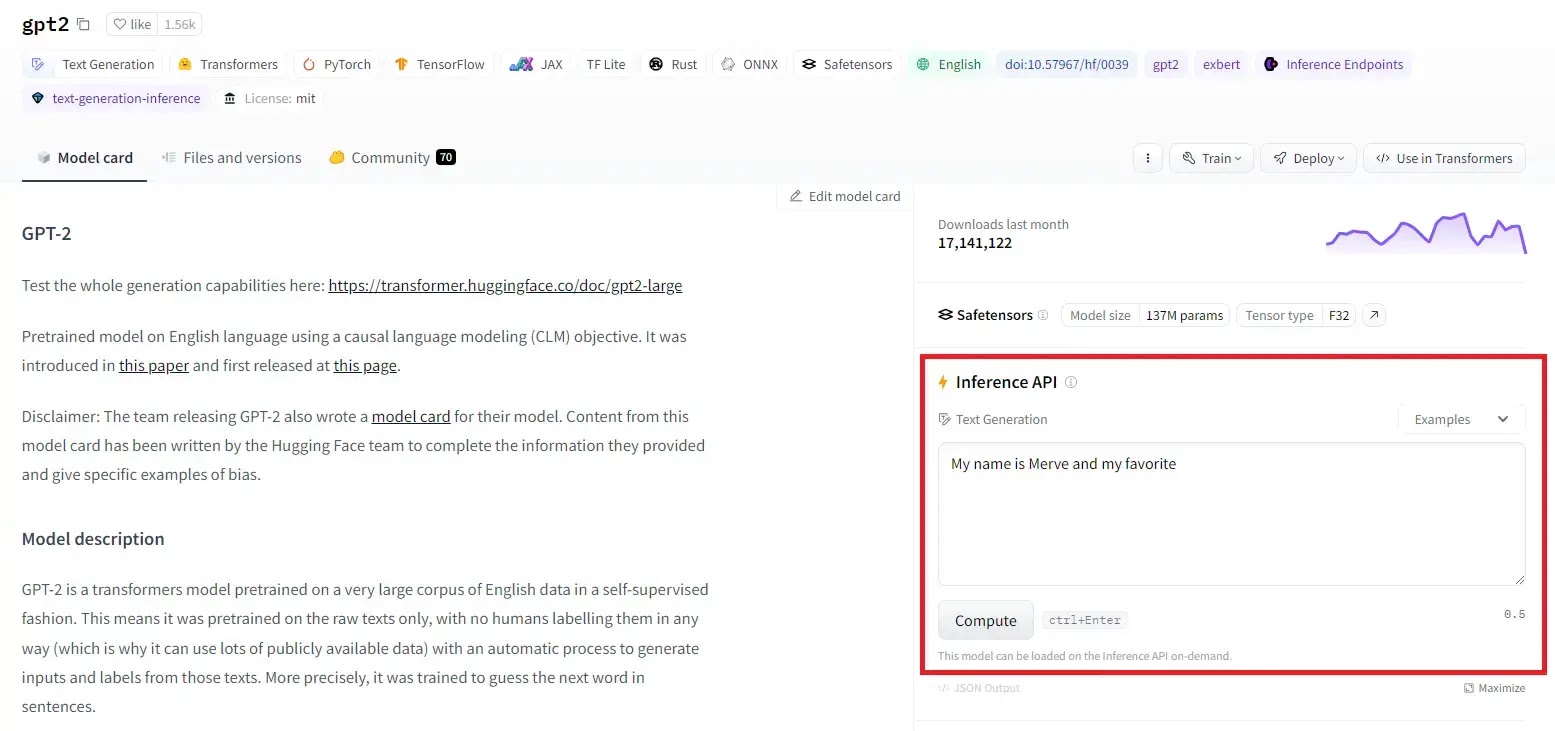 gpt2 like 1.56k
Text Generation Transformers PyTorch TensorFlow JAX TF Lite Rust ONNX Safetensors English doi:10.57967/hf/0039 gpt2 exbert Inference Endpoints
text-generation-inference License: mit
Model card Files and versions Community 70 Train Deploy </> Use in Transformers
Edit model card
GPT-2
Test the whole generation capabilities here: https://transformer.huggingface.co/doc/gpt2-large
Pretrained model on English language using a causal language modeling (CLM) objective. It was
introduced in this paper and first released at this page.
Disclaimer: The team releasing GPT-2 also wrote a model card for their model. Content from this
model card has been written by the Hugging Face team to complete the information they provided
and give specific examples of bias.
Model description
GPT-2 is a transformers model pretrained on a very large corpus of English data in a self-supervised
fashion. This means it was pretrained on the raw texts only, with no humans labelling them in any
way (which is why it can use lots of publicly available data) with an automatic process to generate
inputs and labels from those texts. More precisely, it was trained to guess the next word in
sentences.
Downloads last month
17,141,122
Safetensors Model size 137M params Tensor type F32
Inference API
Text Generation Examples
My name is Merve and my favorite
Compute ctrl+Enter 0.5
This model can be loaded on the Inference API on-demand.
</> JSON Output Maximize